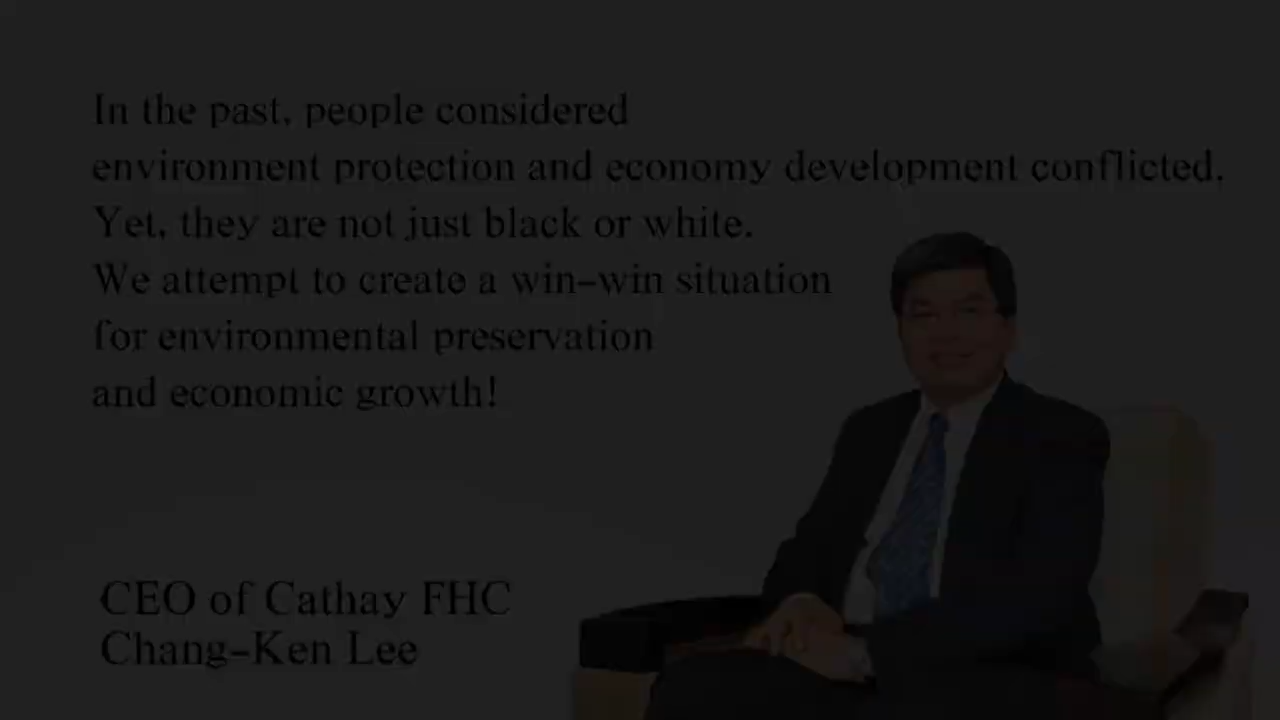 In the past, people considered
environment protection and economy development conflicted.
Yet, they are not just black or white.
We attempt to create a win-win situation
for environmental preservation
and economic growth!
CEO of Cathay FHC
Chang-Ken Lee